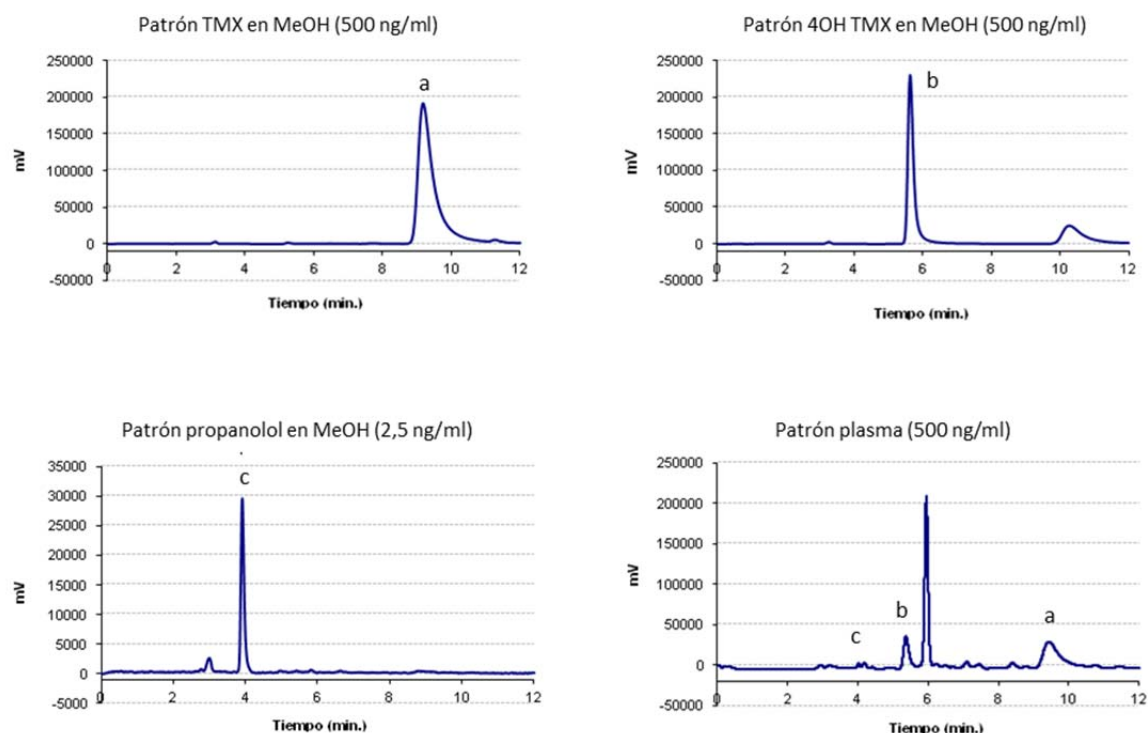 Patrón TMX en MeOH (500 ng/ml)
250000
200000
150000
100000
50000
0
-50000
mV
a
0 2 4 6 8 10 12
Tiempo (min.)
Patrón 4OH TMX en MeOH (500 ng/ml)
250000
200000
150000
100000
50000
0
-50000
mV
b
0 2 4 6 8 10 12
Tiempo (min.)
Patrón propanolol en MeOH (2,5 ng/ml)
35000
30000
25000
20000
15000
10000
5000
0
-5000
mV
c
0 2 4 6 8 10 12
Tiempo (min.)
Patrón plasma (500 ng/ml)
250000
200000
150000
100000
50000
0
-50000
mV
c b a
0 2 4 6 8 10 12
Tiempo (min.)